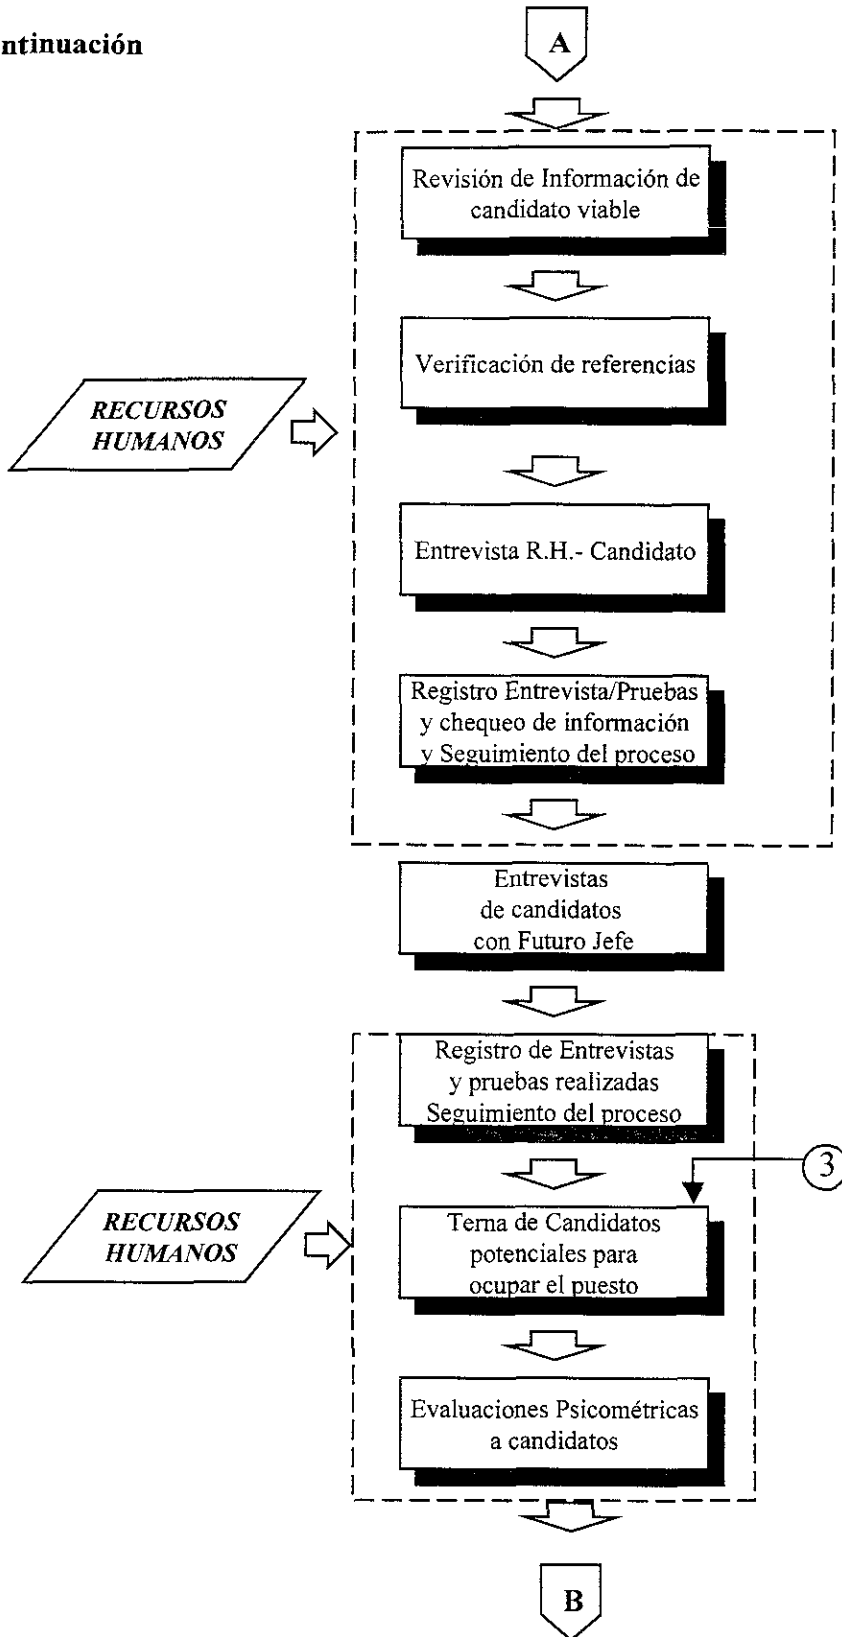 ntinuación
A
Revisión de Información de
candidato viable
Verificación de referencias
RECURSOS
HUMANOS
Entrevista R.H.- Candidato
Registro Entrevista/Pruebas
y chequeo de información
y Seguimiento del proceso
Entrevistas
de candidatos
con Futuro Jefe
Registro de Entrevistas
y pruebas realizadas
Seguimiento del proceso
3
RECURSOS
HUMANOS
Terna de Candidatos
potenciales para
ocupar el puesto
Evaluaciones Psicométricas
a candidatos
B